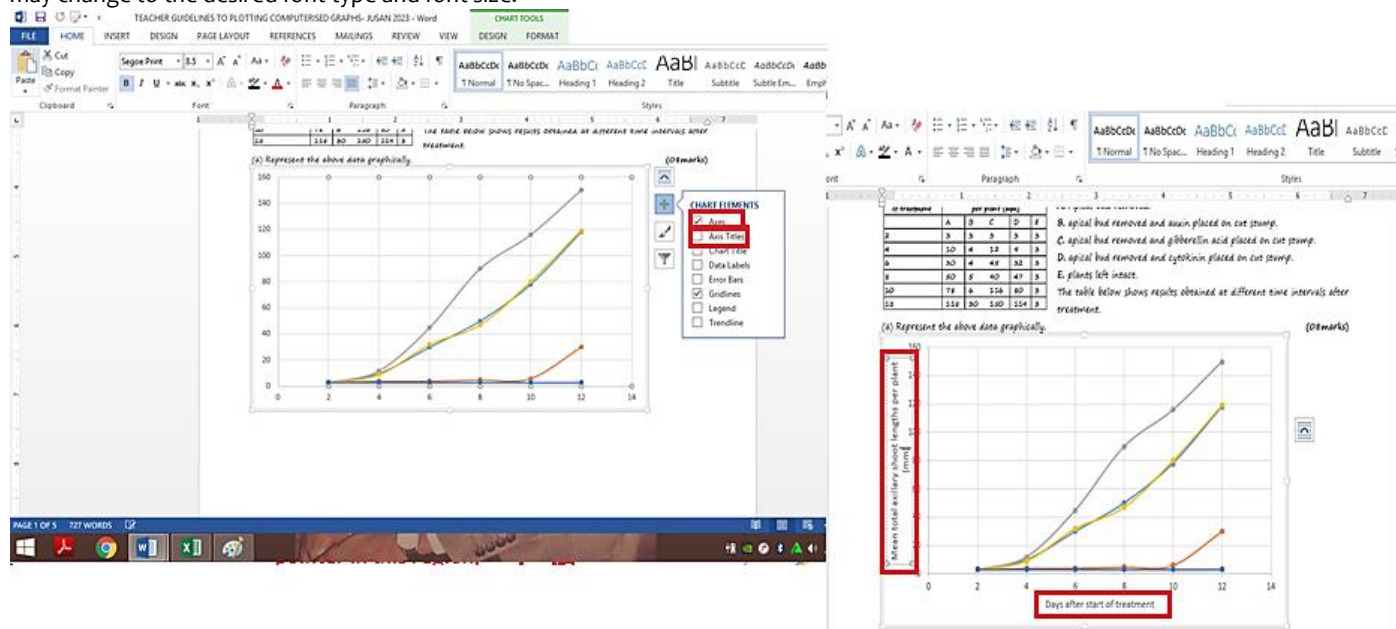 may change to the desired font type and font size.
TEACHER GUIDELINES TO PLOTTING COMPUTERISED GRAPHS- JUSAN 2023 - Word
CHART TOOLS
FILE HOME INSERT DESIGN PAGE LAYOUT REFERENCES MAILINGS REVIEW VIEW DESIGN FORMAT
Cut
Copy
Format Painter
Paste
Segoe Print
AaBbCcDc AaBbCcDc AaBbCc AaBbCcC AaBl AaBbCcC AaBbCcDc AaBb
¶ Normal ¶ No Spac... Heading 1 Heading 2 Title Subtitle Subtle Em... Emph
Clipboard Font Paragraph Styles
The table below shows results obtained at different time intervals after
treatment.
(a) Represent the above data graphically. (08marks)
160
140
120
100
80
60
40
20
0
0 2 4 6 8 10 12 14
CHART ELEMENTS
Axes
Axis Titles
Chart Title
Data Labels
Error Bars
Gridlines
Legend
Trendline
PAGE 1 OF 5 727 WORDS
AaBbCcDc AaBbCcDc AaBbCc AaBbCcC AaBl AaBbCcC
¶ Normal ¶ No Spac... Heading 1 Heading 2 Title Subtitle
Paragraph Styles
per plant (mm)
A B C D E
2 3 3 3 3 3
4 10 4 12 9 3
6 30 4 45 32 3
8 50 5 90 47 3
10 78 6 116 80 3
12 118 30 150 119 3
B. apical bud removed and auxin placed on cut stump.
C. apical bud removed and gibberellin acid placed on cut stump.
D. apical bud removed and cytokinin placed on cut stump.
E. plants left intact.
The table below shows results obtained at different time intervals after
treatment.
(a) Represent the above data graphically. (08marks)
160
Mean total axillary shoot lengths per plant
(mm)
0 2 4 6 8 10 12 14
Days after start of treatment